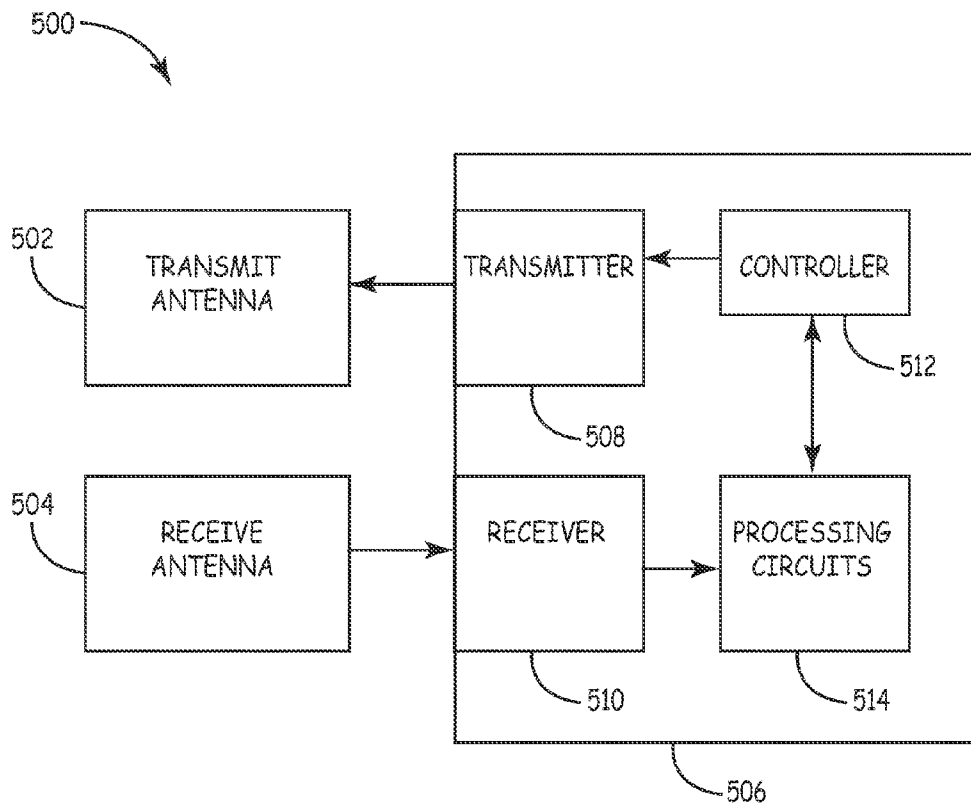 500
502
TRANSMIT
ANTENNA
TRANSMITTER
CONTROLLER
512
508
504
RECEIVE
ANTENNA
RECEIVER
PROCESSING
CIRCUITS
510
514
506